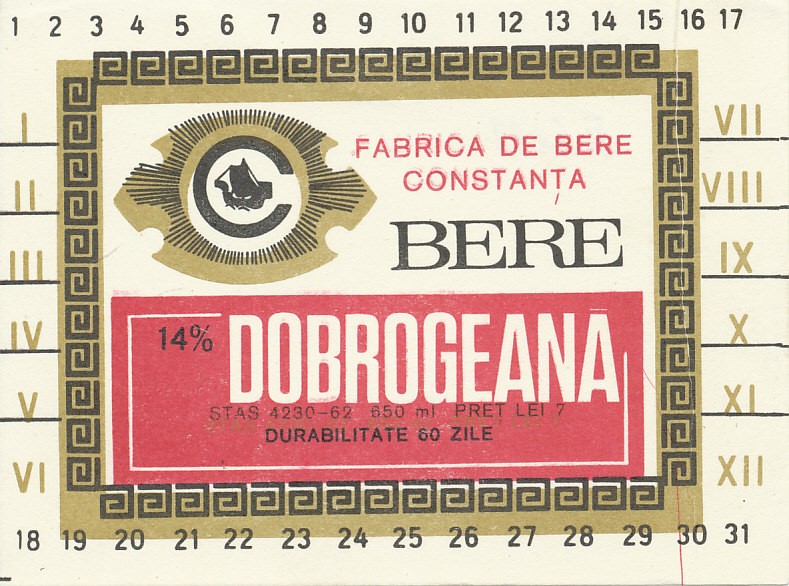 1 2 3 4 5 6 7 8 9 10 11 12 13 14 15 16 17
I
II
III
IV
V
VI
C
FABRICA DE BERE
CONSTANȚA
BERE
14% DOBROGEANĂ
STAS 4230-62 650 ml PREȚ LEI 7
DURABILITATE 60 ZILE
VII
VIII
IX
X
XI
XII
18 19 20 21 22 23 24 25 26 27 28 29 30 31